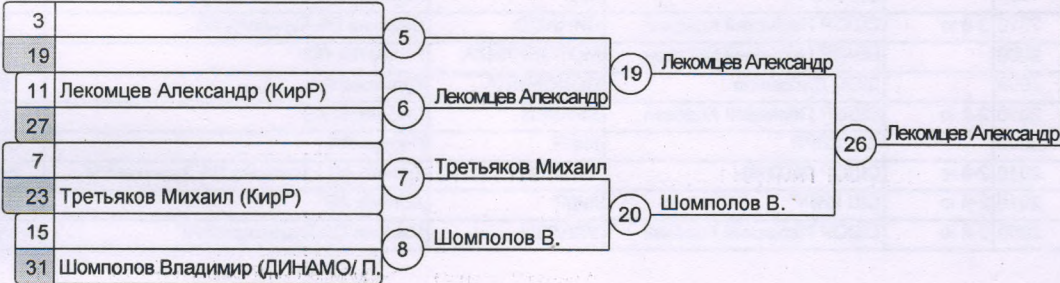 3
5
19
Лекомцев Александр
19
11 Лекомцев Александр (КирР)
Лекомцев Александр
6
27
Лекомцев Александр
26
7
Третьяков Михаил
7
23 Третьяков Михаил (КирР)
Шомполов В.
20
15
Шомполов В.
8
31 Шомполов Владимир (ДИНАМО/ П.